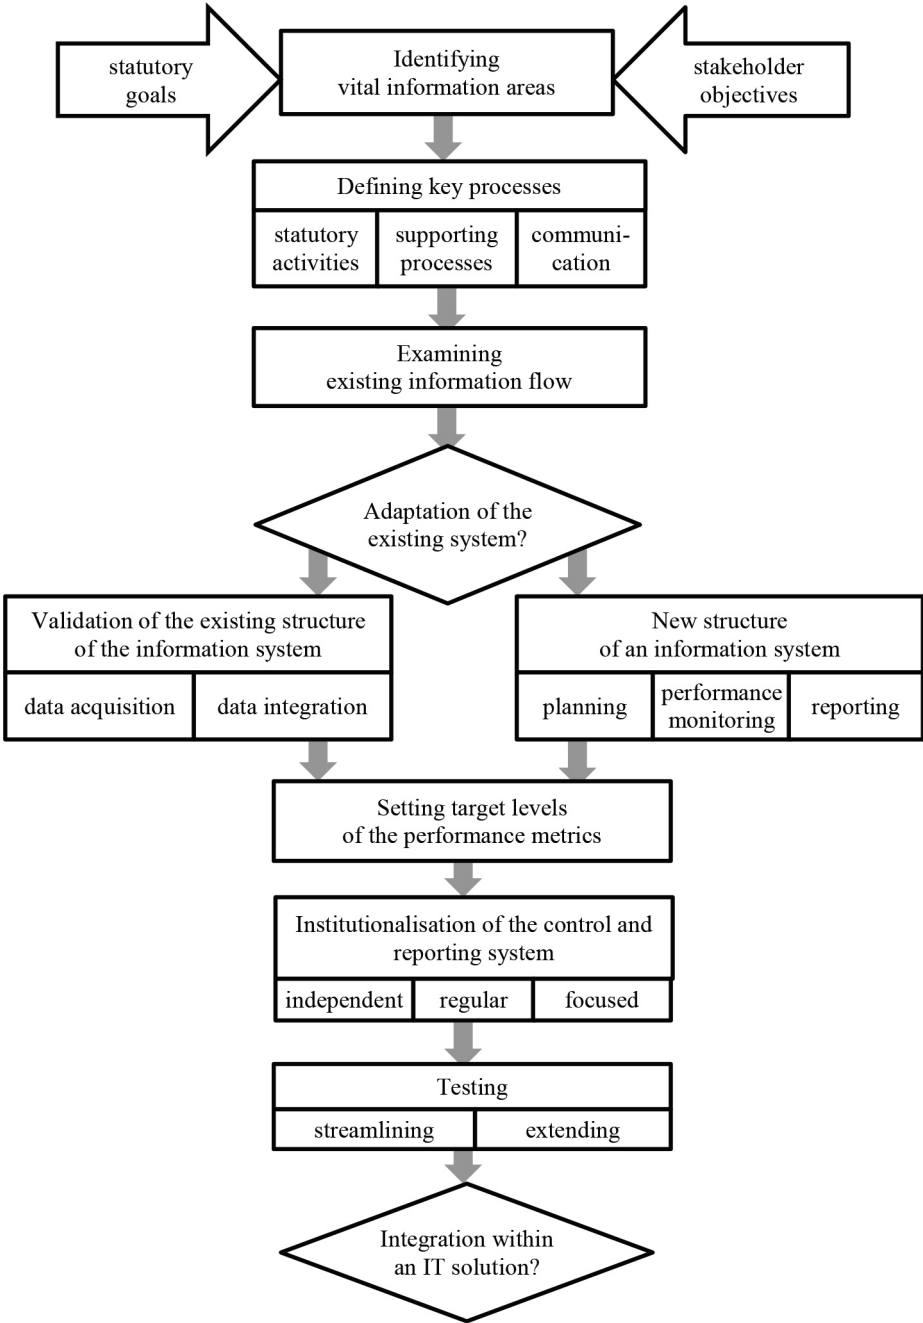 statutory
goals
Identifying
vital information areas
stakeholder
objectives
Defining key processes
statutory
activities
supporting
processes
communi-
cation
Examining
existing information flow
Adaptation of the
existing system?
Validation of the existing structure
of the information system
data acquisition
data integration
New structure
of an information system
planning
performance
monitoring
reporting
Setting target levels
of the performance metrics
Institutionalisation of the control and
reporting system
independent
regular
focused
Testing
streamlining
extending
Integration within
an IT solution?